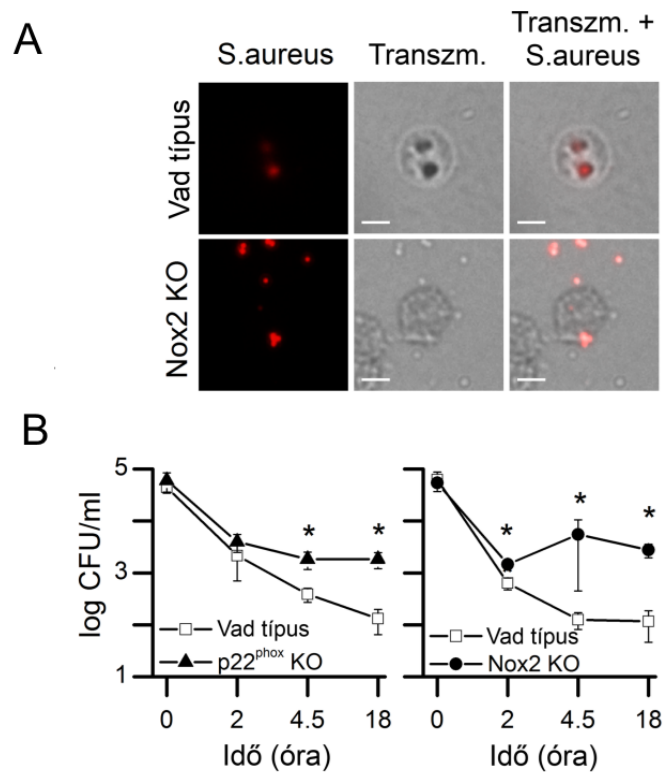 A
S.aureus
Transzm.
Transzm. +
S.aureus
Vad típus
Nox2 KO
B
log CFU/ml
5
3
1
* *
Vad típus
p22phox KO
0 2 4.5 18
Idő (óra)
* * *
Vad típus
Nox2 KO
0 2 4.5 18
Idő (óra)